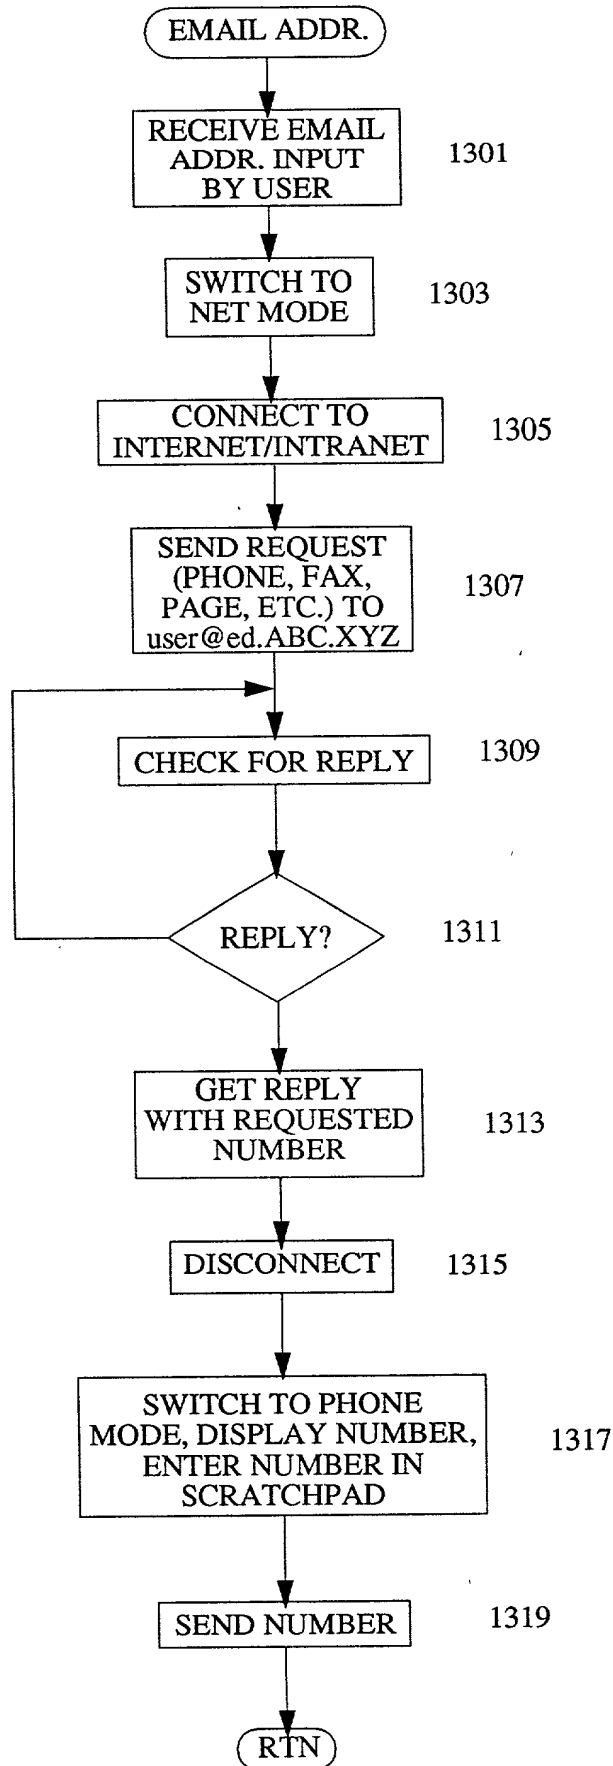 EMAIL ADDR.
RECEIVE EMAIL
ADDR. INPUT
BY USER
1301
SWITCH TO
NET MODE
1303
CONNECT TO
INTERNET/INTRANET
1305
SEND REQUEST
(PHONE, FAX,
PAGE, ETC.) TO
user@ed.ABC.XYZ
1307
CHECK FOR REPLY
1309
REPLY?
1311
GET REPLY
WITH REQUESTED
NUMBER
1313
DISCONNECT
1315
SWITCH TO PHONE
MODE, DISPLAY NUMBER,
ENTER NUMBER IN
SCRATCHPAD
1317
SEND NUMBER
1319
RTN